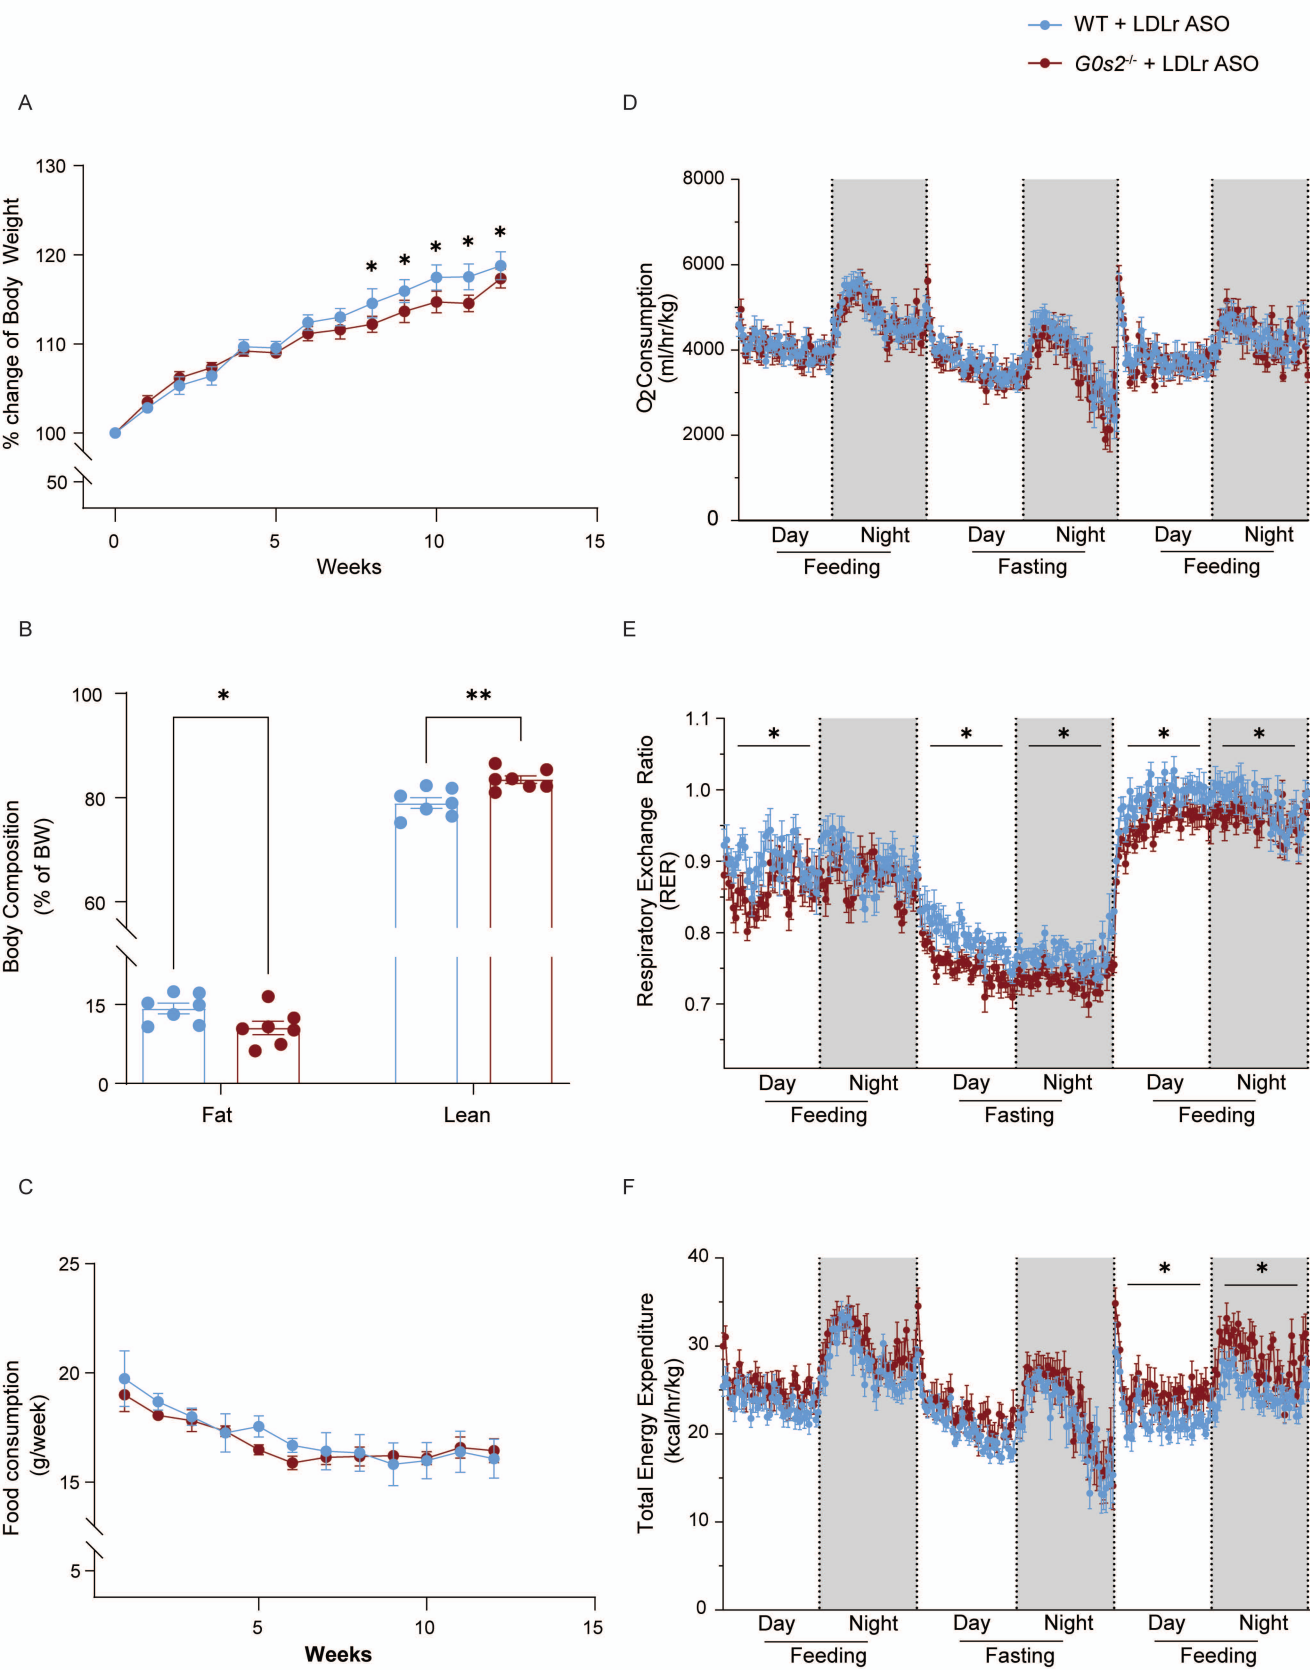 WT + LDLr ASO
G0s2-/- + LDLr ASO
A
130
120
110
100
50
% change of Body Weight
* * * * *
0 5 10 15
Weeks
B
100
80
60
15
0
Body Composition
(% of BW)
* **
Fat Lean
C
25
20
15
5
Food consumption
(g/week)
5 10 15
Weeks
D
8000
6000
4000
2000
0
O2Consumption
(ml/hr/kg)
Day Night Day Night Day Night
Feeding Fasting Feeding
E
1.1
1.0
0.9
0.8
0.7
Respiratory Exchange Ratio
(RER)
* * * * *
Day Night Day Night Day Night
Feeding Fasting Feeding
F
40
30
20
10
0
Total Energy Expenditure
(kcal/hr/kg)
* *
Day Night Day Night Day Night
Feeding Fasting Feeding